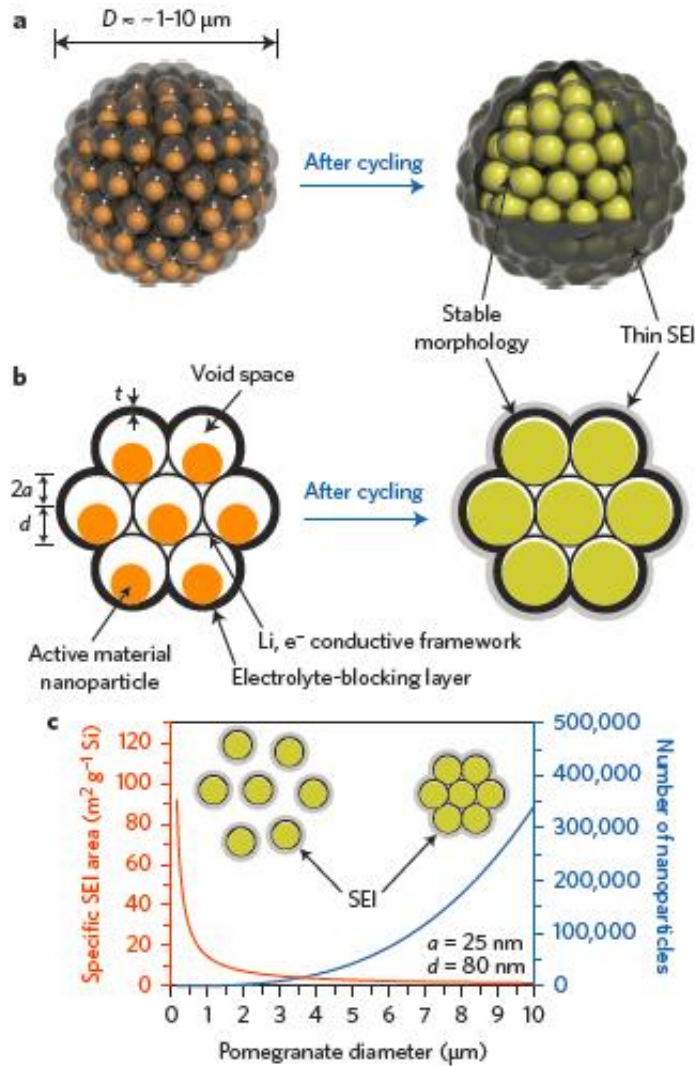 a
D ≈ ~1–10 μm
After cycling
Stable
morphology
Thin SEI
b
t
Void space
2a
d
After cycling
Active material
nanoparticle
Li, e⁻ conductive framework
Electrolyte-blocking layer
c
Specific SEI area (m² g⁻¹ Si)
120
100
80
60
40
20
0
SEI
a = 25 nm
d = 80 nm
500,000
400,000
300,000
200,000
100,000
0
Number of nanoparticles
0 1 2 3 4 5 6 7 8 9 10
Pomegranate diameter (μm)